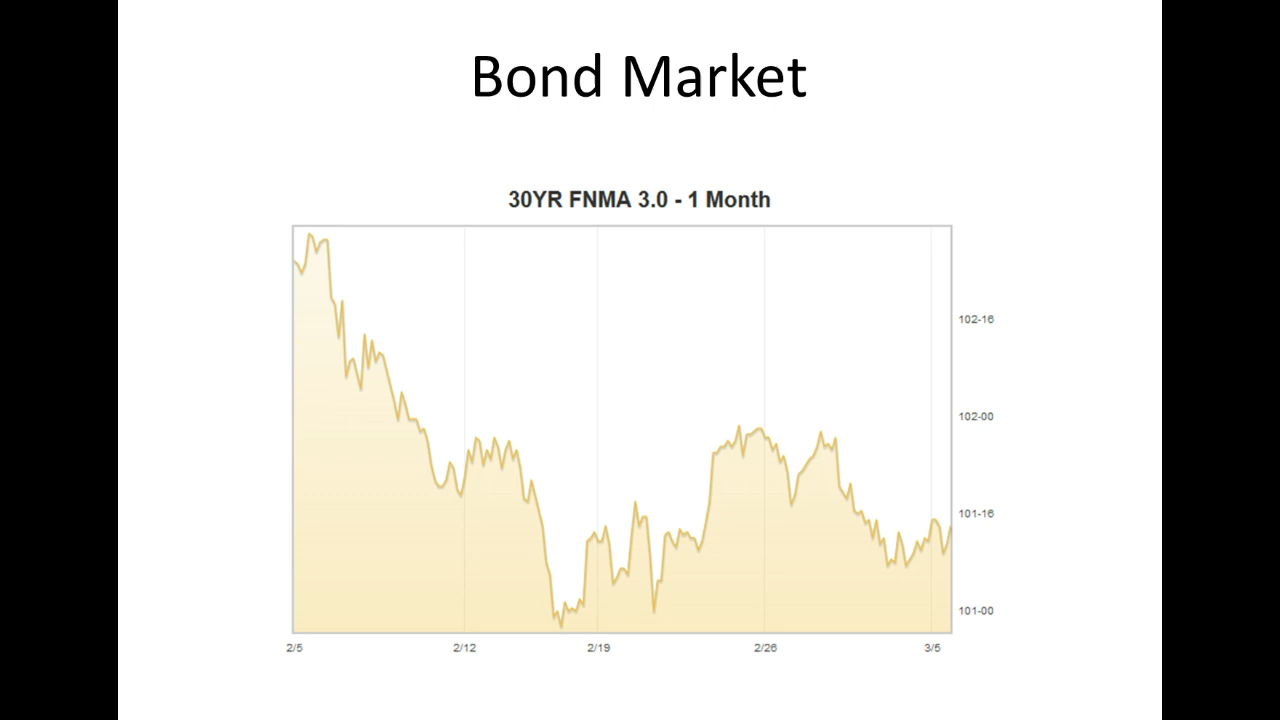 Bond Market
30YR FNMA 3.0 - 1 Month
102-16
102-00
101-16
101-00
2/5 2/12 2/19 2/26 3/5